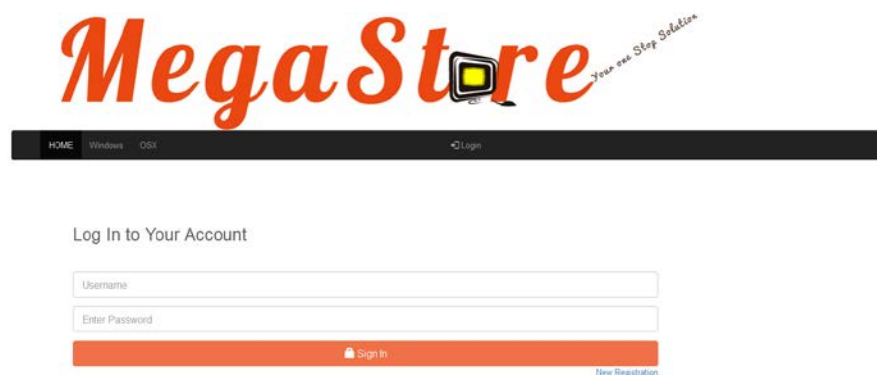 MegaStore
Your one Stop Solution
HOME Windows OSX Login
Log In to Your Account
Username
Enter Password
Sign In
New Registration